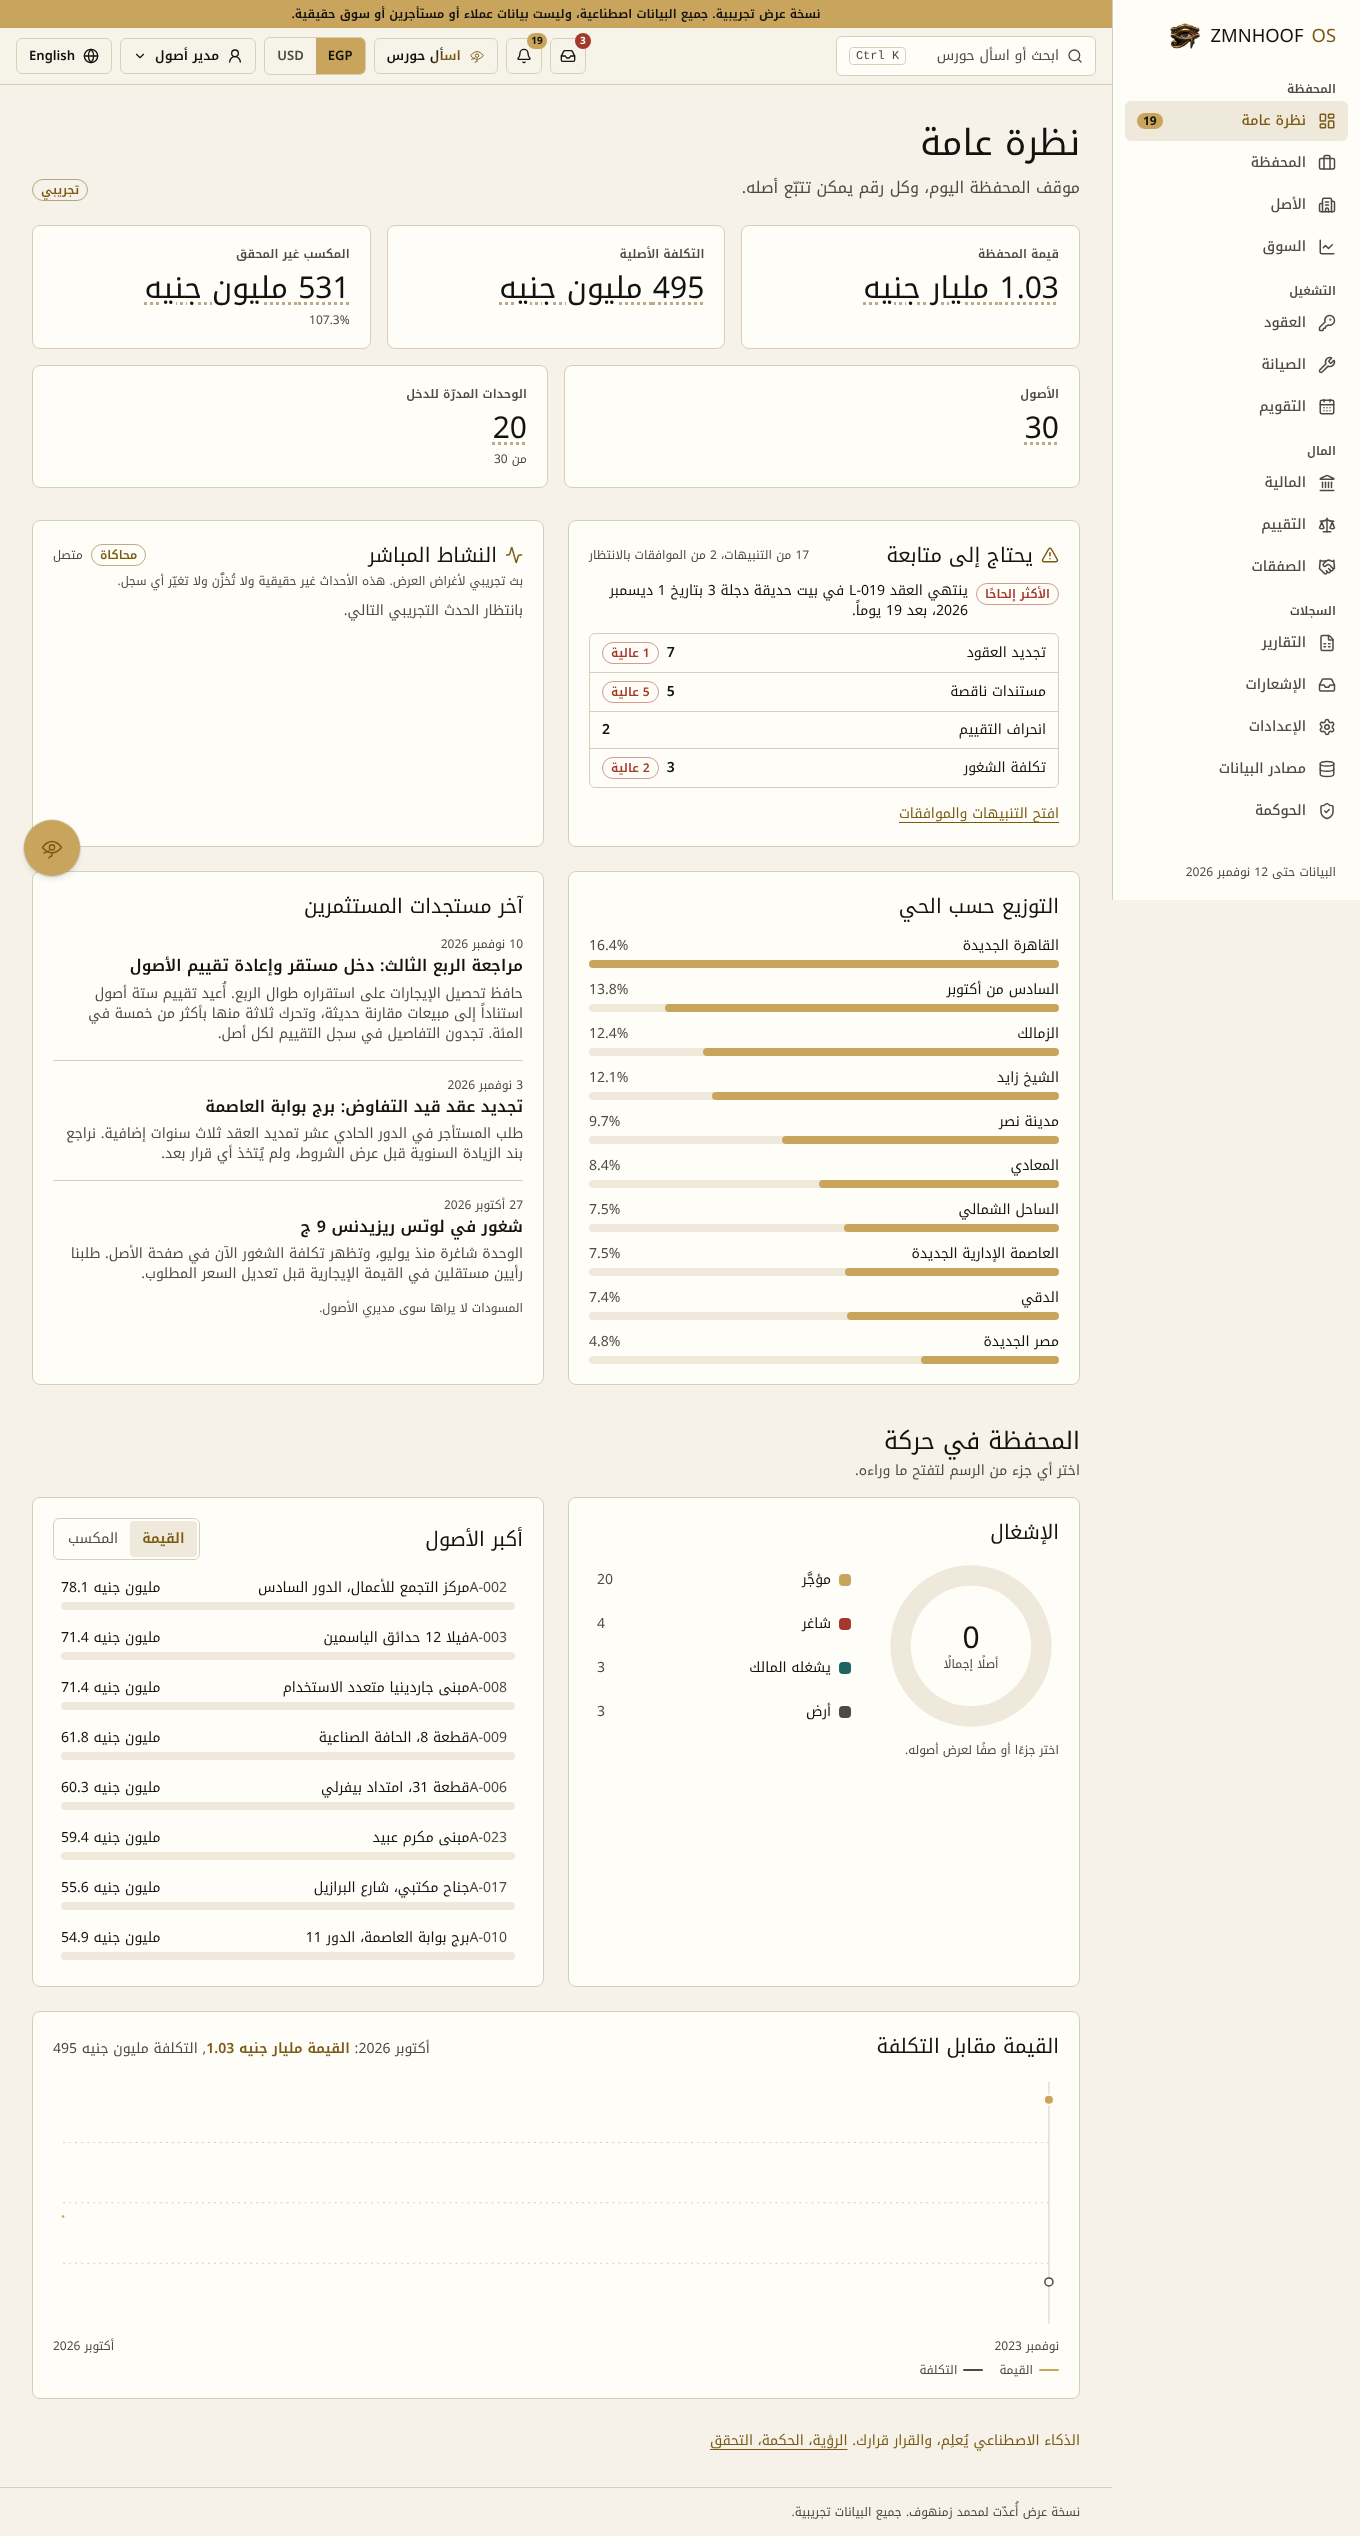 نسخة عرض تجريبية. جميع البيانات اصطناعية، وليست بيانات عملاء أو مستأجرين أو سوق حقيقية.
ZMNHOOF OS
ابحث أو اسأل حورس
Ctrl K
3
19
اسأل حورس
EGP
USD
مدير أصول
English
المحفظة
نظرة عامة
19
المحفظة
الأصل
السوق
التشغيل
العقود
الصيانة
التقويم
المال
المالية
التقييم
الصفقات
السجلات
التقارير
الإشعارات
الإعدادات
مصادر البيانات
الحوكمة
البيانات حتى 12 نوفمبر 2026
نظرة عامة
موقف المحفظة اليوم، وكل رقم يمكن تتبّع أصله.
تجريبي
قيمة المحفظة
1.03 مليار جنيه
التكلفة الأصلية
495 مليون جنيه
المكسب غير المحقق
531 مليون جنيه
107.3%
الأصول
30
الوحدات المدرّة للدخل
20
من 30
يحتاج إلى متابعة
17 من التنبيهات، 2 من الموافقات بالانتظار
الأكثر إلحاحًا
ينتهي العقد L-019 في بيت حديقة دجلة 3 بتاريخ 1 ديسمبر
2026، بعد 19 يوماً.
تجديد العقود
7
1 عالية
مستندات ناقصة
5
5 عالية
انحراف التقييم
2
تكلفة الشغور
3
2 عالية
افتح التنبيهات والموافقات
النشاط المباشر
محاكاة
متصل
بث تجريبي لأغراض العرض. هذه الأحداث غير حقيقية ولا تُخزَّن ولا تغيّر أي سجل.
بانتظار الحدث التجريبي التالي.
التوزيع حسب الحي
القاهرة الجديدة
16.4%
السادس من أكتوبر
13.8%
الزمالك
12.4%
الشيخ زايد
12.1%
مدينة نصر
9.7%
المعادي
8.4%
الساحل الشمالي
7.5%
العاصمة الإدارية الجديدة
7.5%
الدقي
7.4%
مصر الجديدة
4.8%
آخر مستجدات المستثمرين
10 نوفمبر 2026
مراجعة الربع الثالث: دخل مستقر وإعادة تقييم الأصول
حافظ تحصيل الإيجارات على استقراره طوال الربع. أُعيد تقييم ستة أصول
استناداً إلى مبيعات مقارنة حديثة، وتحرك ثلاثة منها بأكثر من خمسة في
المئة. تجدون التفاصيل في سجل التقييم لكل أصل.
3 نوفمبر 2026
تجديد عقد قيد التفاوض: برج بوابة العاصمة
طلب المستأجر في الدور الحادي عشر تمديد العقد ثلاث سنوات إضافية. نراجع
بند الزيادة السنوية قبل عرض الشروط، ولم يُتخذ أي قرار بعد.
27 أكتوبر 2026
شغور في لوتس ريزيدنس 9 ج
الوحدة شاغرة منذ يوليو، وتظهر تكلفة الشغور الآن في صفحة الأصل. طلبنا
رأيين مستقلين في القيمة الإيجارية قبل تعديل السعر المطلوب.
المسودات لا يراها سوى مديري الأصول.
المحفظة في حركة
اختر أي جزء من الرسم لتفتح ما وراءه.
الإشغال
0
أصلًا إجمالًا
مؤجَّر
20
شاغر
4
يشغله المالك
3
أرض
3
اختر جزءًا أو صفًا لعرض أصوله.
أكبر الأصول
القيمة
المكسب
A-002مركز التجمع للأعمال، الدور السادس
مليون جنيه 78.1
A-003فيلا 12 حدائق الياسمين
مليون جنيه 71.4
A-008مبنى جاردينيا متعدد الاستخدام
مليون جنيه 71.4
A-009قطعة 8، الحافة الصناعية
مليون جنيه 61.8
A-006قطعة 31، امتداد بيفرلي
مليون جنيه 60.3
A-023مبنى مكرم عبيد
مليون جنيه 59.4
A-017جناح مكتبي، شارع البرازيل
مليون جنيه 55.6
A-010برج بوابة العاصمة، الدور 11
مليون جنيه 54.9
القيمة مقابل التكلفة
أكتوبر 2026: القيمة مليار جنيه 1.03, التكلفة مليون جنيه 495
نوفمبر 2023
أكتوبر 2026
القيمة
التكلفة
الذكاء الاصطناعي يُعلِم، والقرار قرارك. الرؤية، الحكمة، التحقق
نسخة عرض أُعدّت لمحمد زمنهوف. جميع البيانات تجريبية.